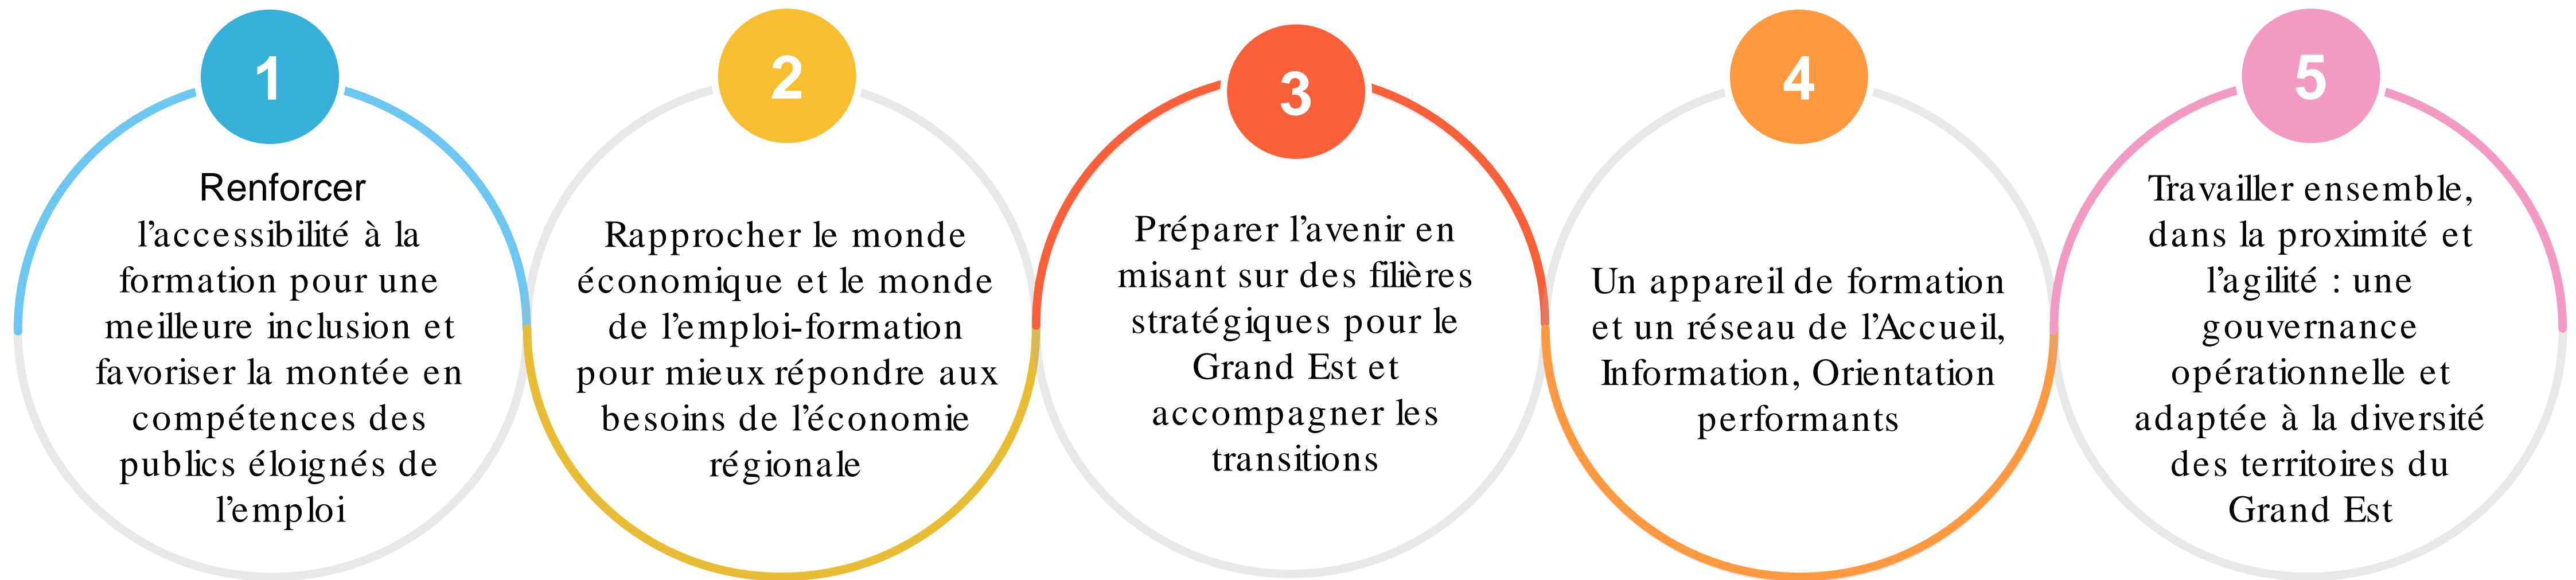 1
Renforcer
l’accessibilité à la
formation pour une
meilleure inclusion et
favoriser la montée en
compétences des
publics éloignés de
l’emploi
2
Rapprocher le monde
économique et le monde
de l’emploi-formation
pour mieux répondre aux
besoins de l’économie
régionale
3
Préparer l’avenir en
misant sur des filières
stratégiques pour le
Grand Est et
accompagner les
transitions
4
Un appareil de formation
et un réseau de l’Accueil,
Information, Orientation
performants
5
Travailler ensemble,
dans la proximité et
l’agilité : une
gouvernance
opérationnelle et
adaptée à la diversité
des territoires du
Grand Est